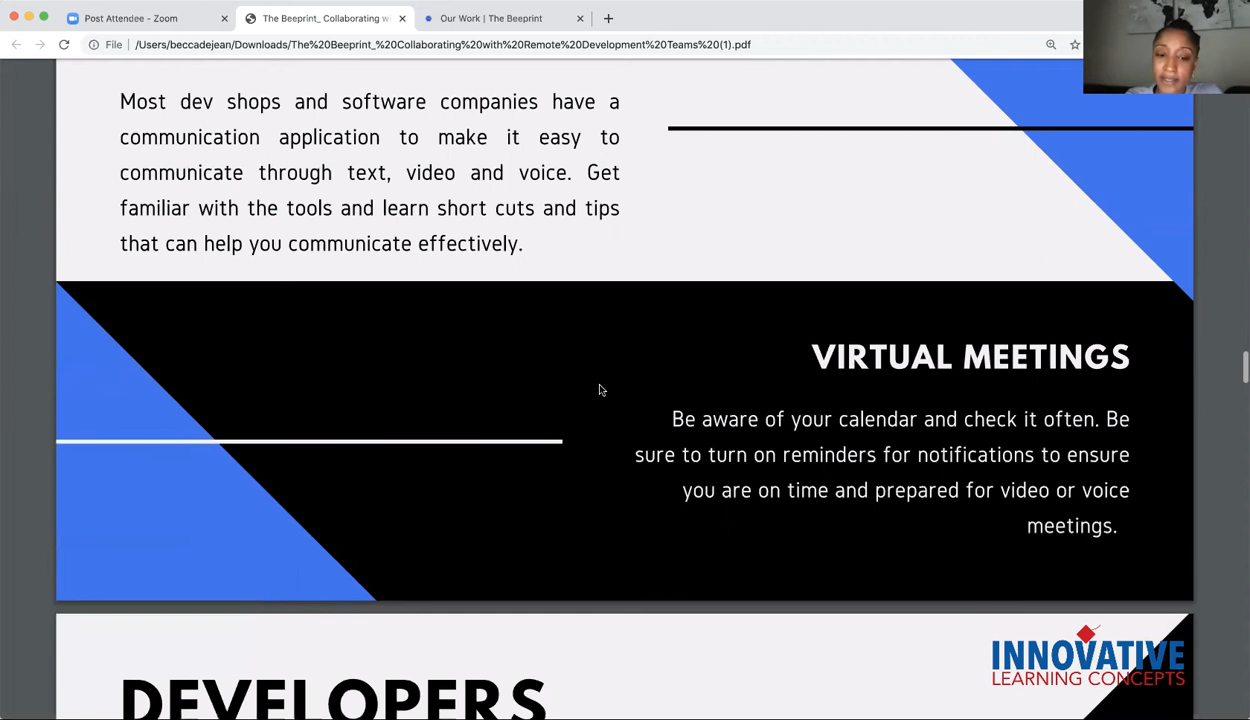 Post Attendee - Zoom
The Beeprint_ Collaborating w
Our Work | The Beeprint
File
/Users/beccadejean/Downloads/The%20Beeprint_%20Collaborating%20with%20Remote%20Development%20Teams%20(1).pdf
Most dev shops and software companies have a
communication application to make it easy to
communicate through text, video and voice. Get
familiar with the tools and learn short cuts and tips
that can help you communicate effectively.
VIRTUAL MEETINGS
Be aware of your calendar and check it often. Be
sure to turn on reminders for notifications to ensure
you are on time and prepared for video or voice
meetings.
DEVELOPERS
INNOVATIVE
LEARNING CONCEPTS